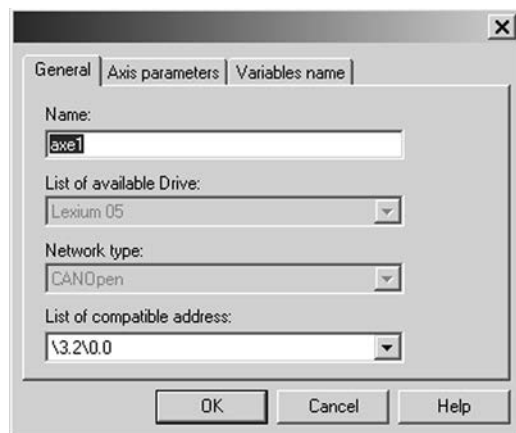 General
Axis parameters
Variables name
Name:
axe1
List of available Drive:
Lexium 05
Network type:
CANOpen
List of compatible address:
\3.2\0.0
OK
Cancel
Help